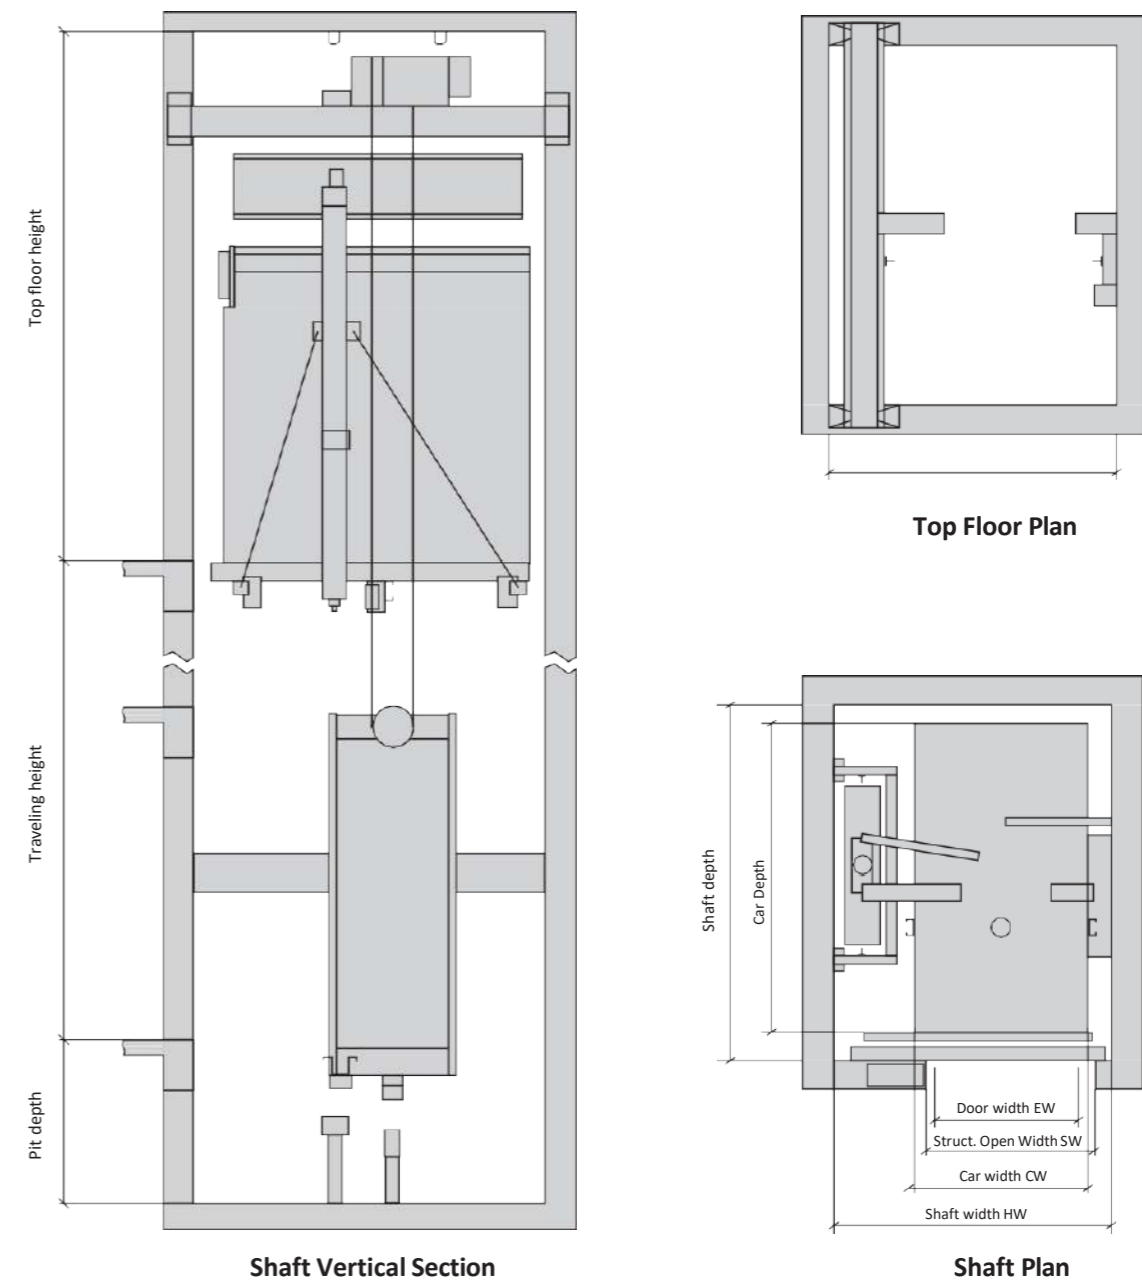 Top floor height
Traveling height
Pit depth
Shaft Vertical Section
Top Floor Plan
Shaft depth
Car Depth
Door width EW
Struct. Open Width SW
Car width CW
Shaft width HW
Shaft Plan